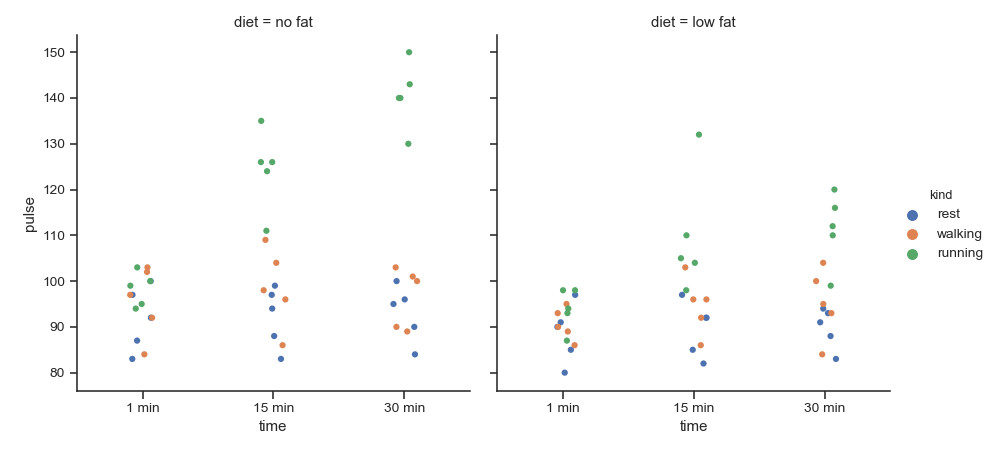 diet = no fat
diet = low fat
150
140
130
120
110
100
90
80
pulse
1 min
15 min
30 min
time
1 min
15 min
30 min
time
kind
rest
walking
running